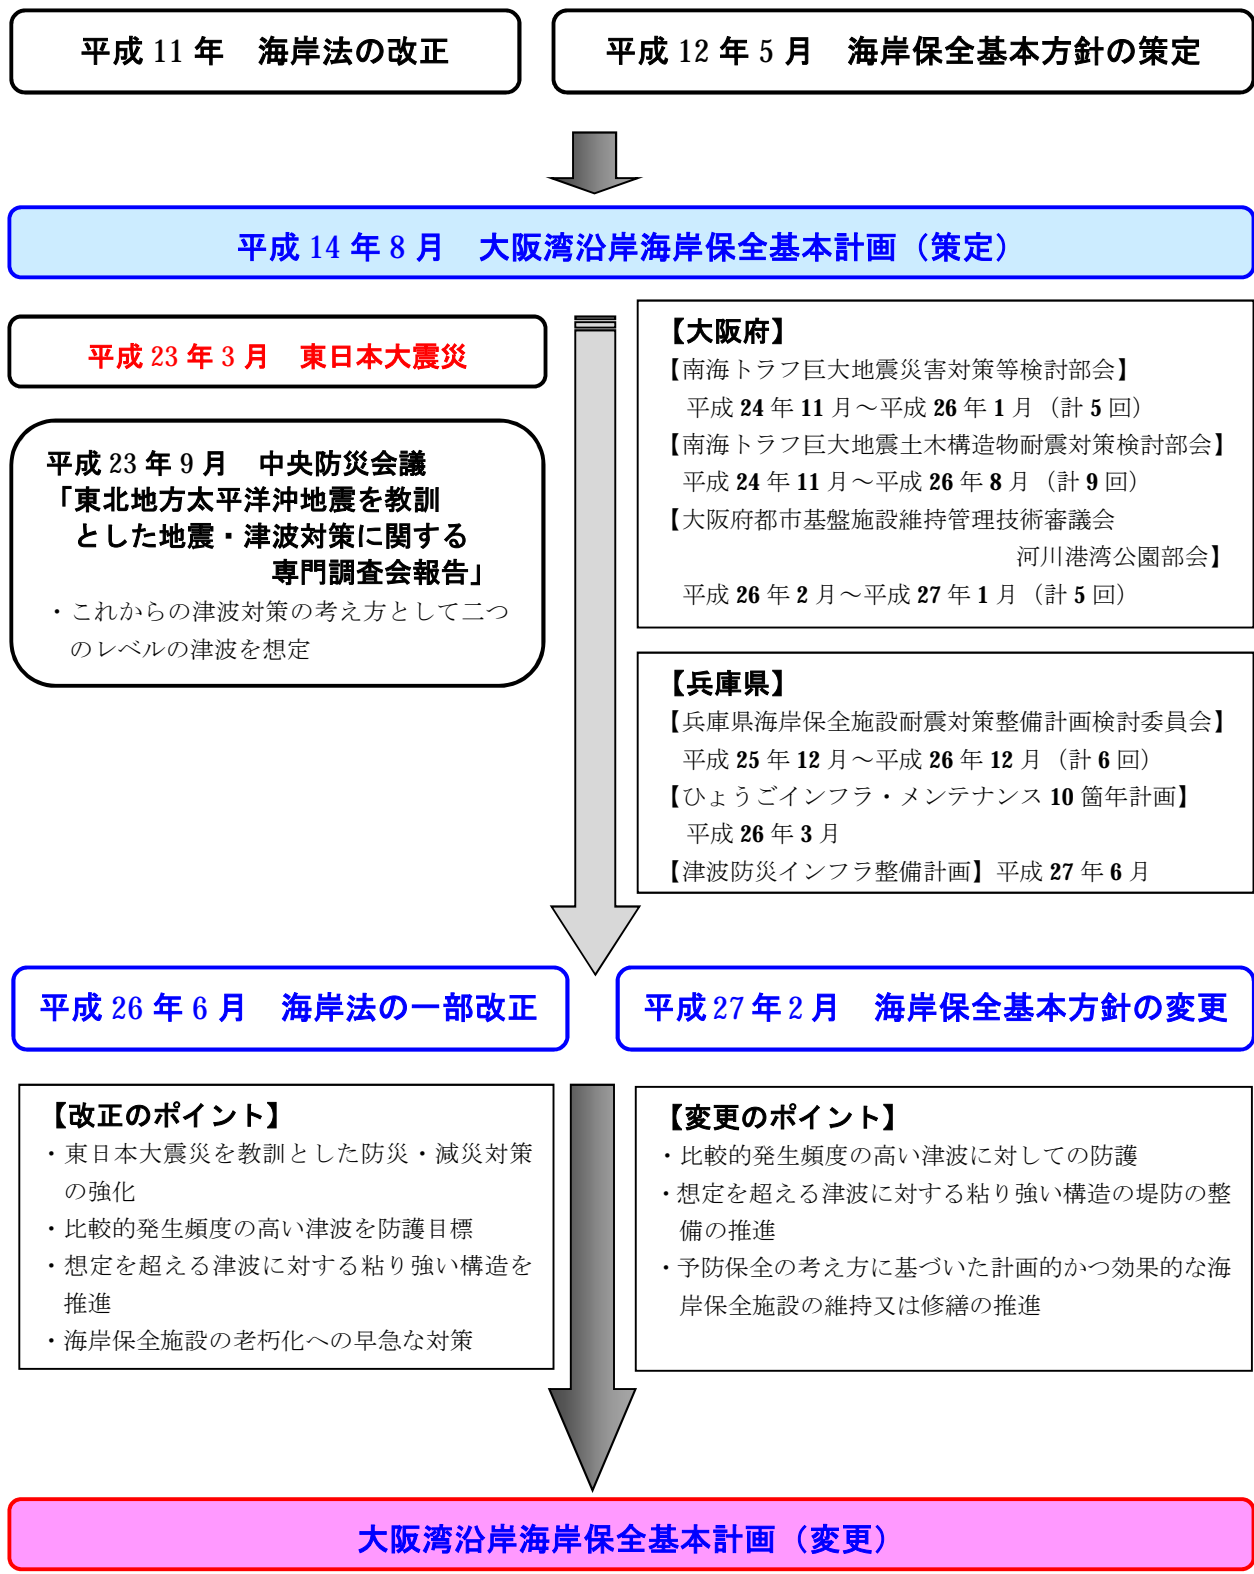 平成 11 年　海岸法の改正
平成 12 年 5 月　海岸保全基本方針の策定
平成 14 年 8 月　大阪湾沿岸海岸保全基本計画（策定）
平成 23 年 3 月　東日本大震災
平成 23 年 9 月　中央防災会議
「東北地方太平洋沖地震を教訓
とした地震・津波対策に関する
専門調査会報告」
・これからの津波対策の考え方として二つ
のレベルの津波を想定
【大阪府】
【南海トラフ巨大地震災害対策等検討部会】
平成 24 年 11 月～平成 26 年 1 月（計 5 回）
【南海トラフ巨大地震土木構造物耐震対策検討部会】
平成 24 年 11 月～平成 26 年 8 月（計 9 回）
【大阪府都市基盤施設維持管理技術審議会
河川港湾公園部会】
平成 26 年 2 月～平成 27 年 1 月（計 5 回）
【兵庫県】
【兵庫県海岸保全施設耐震対策整備計画検討委員会】
平成 25 年 12 月～平成 26 年 12 月（計 6 回）
【ひょうごインフラ・メンテナンス 10 箇年計画】
平成 26 年 3 月
【津波防災インフラ整備計画】平成 27 年 6 月
平成 26 年 6 月　海岸法の一部改正
平成 27 年 2 月　海岸保全基本方針の変更
【改正のポイント】
・東日本大震災を教訓とした防災・減災対策
の強化
・比較的発生頻度の高い津波を防護目標
・想定を超える津波に対する粘り強い構造を
推進
・海岸保全施設の老朽化への早急な対策
【変更のポイント】
・比較的発生頻度の高い津波に対しての防護
・想定を超える津波に対する粘り強い構造の堤防の整
備の推進
・予防保全の考え方に基づいた計画的かつ効果的な海
岸保全施設の維持又は修繕の推進
大阪湾沿岸海岸保全基本計画（変更）